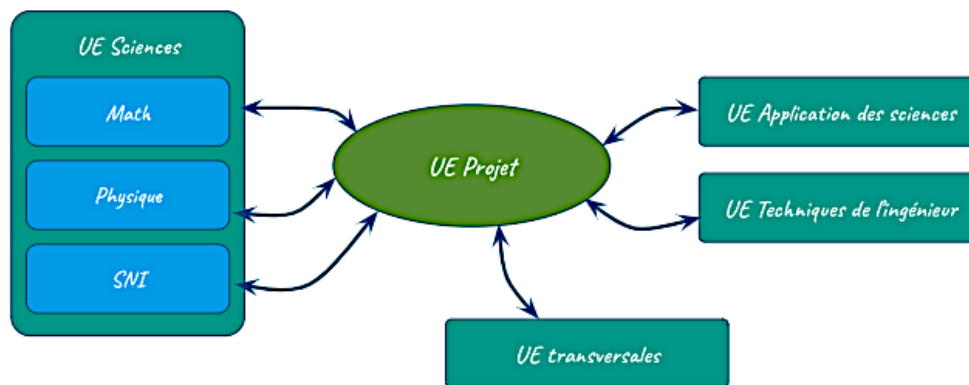 UE Sciences
Math
Physique
SNI
UE Projet
UE Application des sciences
UE Techniques de l'ingénieur
UE transversales